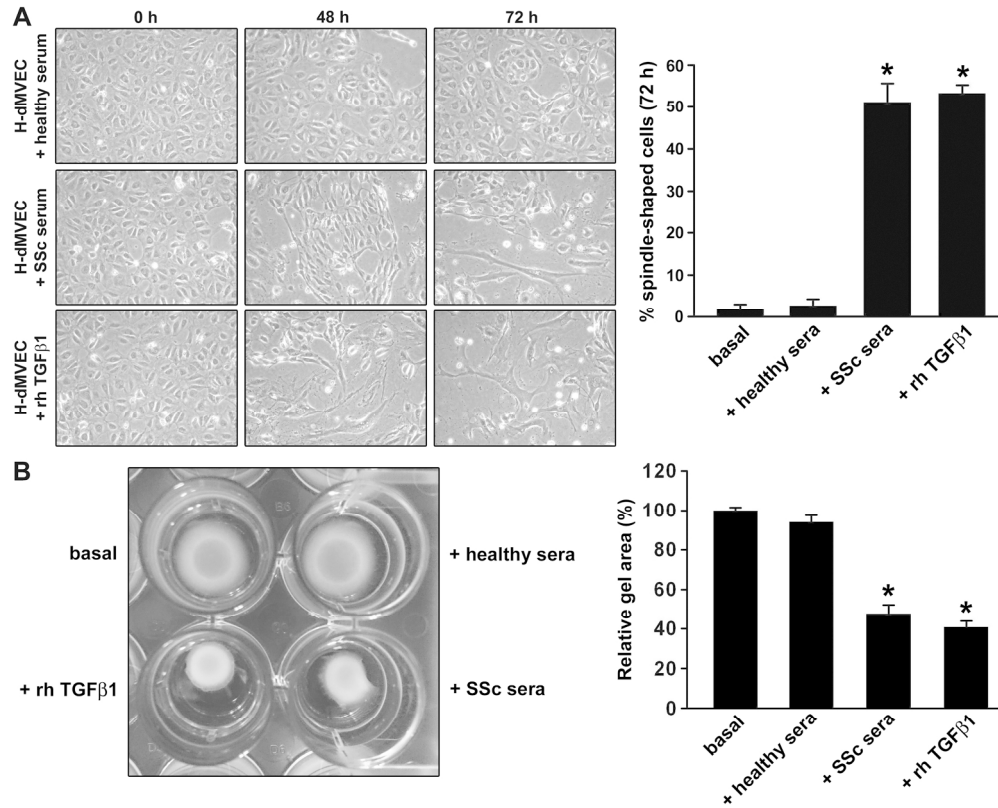 A
0 h
48 h
72 h
H-dMVEC
+ healthy serum
H-dMVEC
+ SSc serum
H-dMVEC
+ rh TGFβ1
% spindle-shaped cells (72 h)
60
50
40
30
20
10
0
*
*
basal
+ healthy sera
+ SSc sera
+ rh TGFβ1
B
basal
+ healthy sera
+ rh TGFβ1
+ SSc sera
Relative gel area (%)
120
100
80
60
40
20
0
*
*
basal
+ healthy sera
+ SSc sera
+ rh TGFβ1